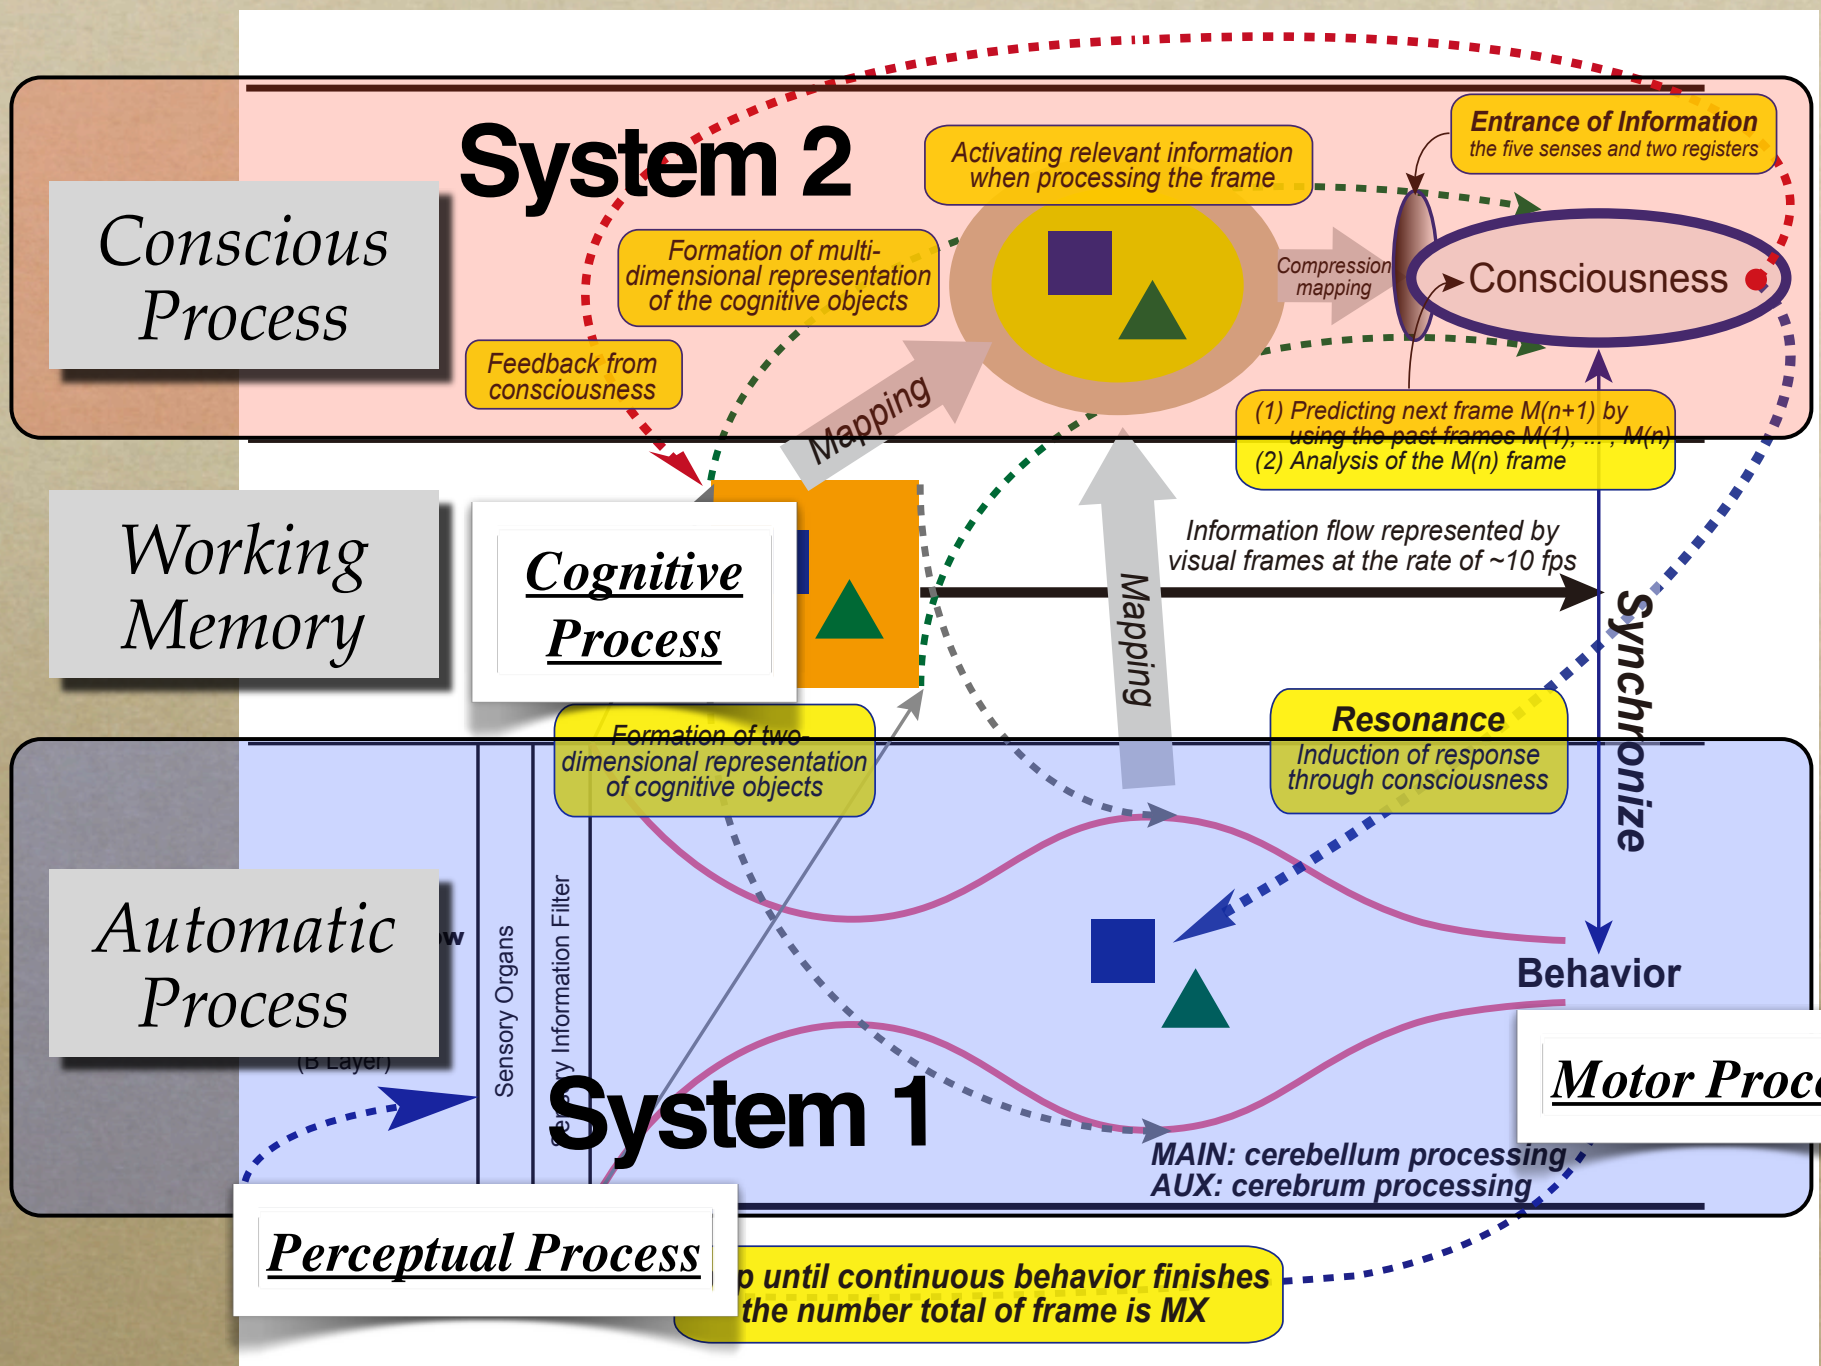 System 2
Conscious
Process
Activating relevant information
when processing the frame
Entrance of Information
the five senses and two registers
Formation of multi-
dimensional representation
of the cognitive objects
Compression
mapping
Consciousness
Feedback from
consciousness
Mapping
(1) Predicting next frame M(n+1) by
using the past frames M(1), ... , M(n)
(2) Analysis of the M(n) frame
Working
Memory
Cognitive
Process
Information flow represented by
visual frames at the rate of ~10 fps
Mapping
Synchronize
Formation of two-
dimensional representation
of cognitive objects
Resonance
Induction of response
through consciousness
Automatic
Process
(B Layer)
Sensory Organs
Sensory Information Filter
Behavior
System 1
Motor
MAIN: cerebellum processing
AUX: cerebrum processing
Perceptual Process
until continuous behavior finishes
the number total of frame is MX